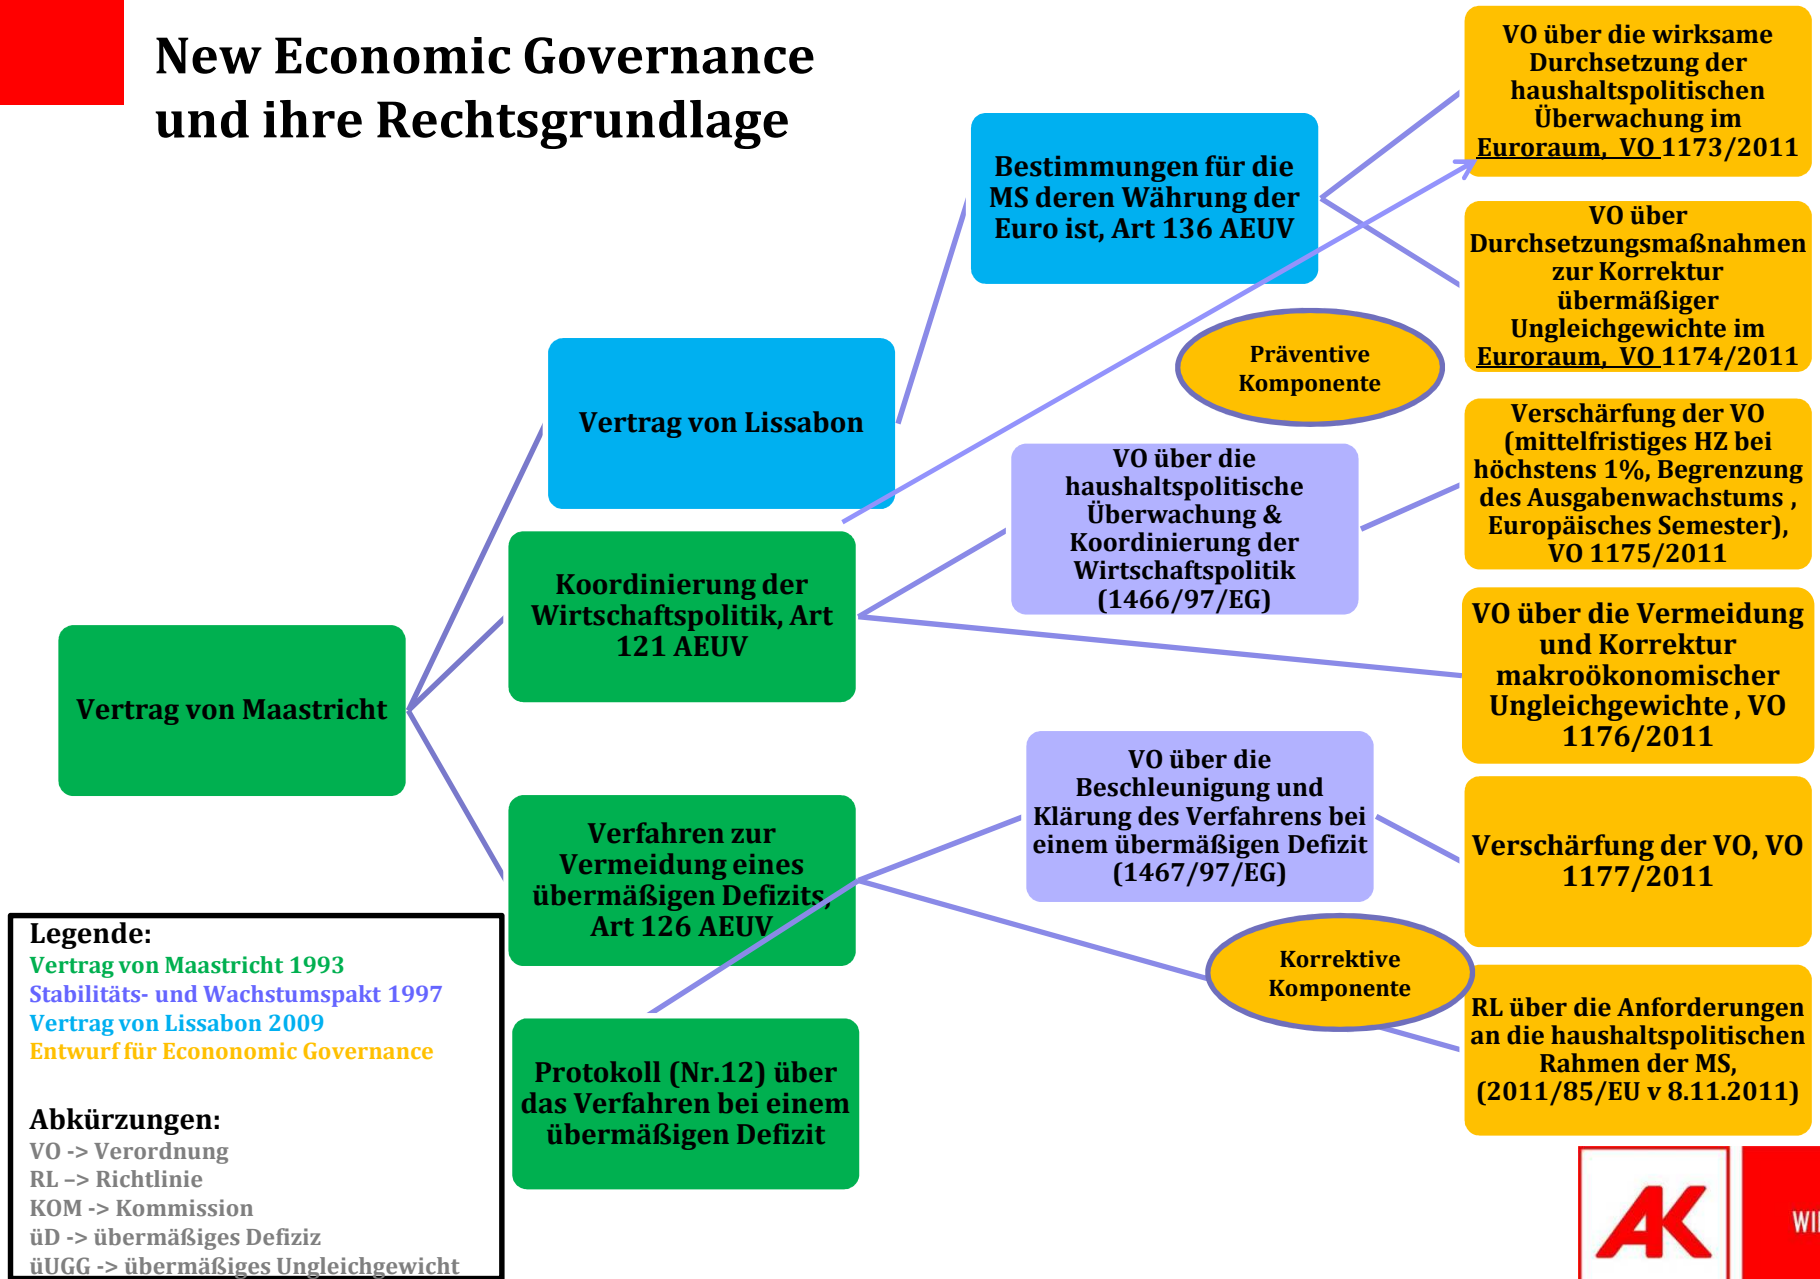 New Economic Governance
und ihre Rechtsgrundlage
VO über die wirksame
Durchsetzung der
haushaltspolitischen
Überwachung im
Euroraum, VO 1173/2011
Bestimmungen für die
MS deren Währung der
Euro ist, Art 136 AEUV
VO über
Durchsetzungsmaßnahmen
zur Korrektur
übermäßiger
Ungleichgewichte im
Euroraum, VO 1174/2011
Präventive
Komponente
Vertrag von Lissabon
Verschärfung der VO
(mittelfristiges HZ bei
höchstens 1%, Begrenzung
des Ausgabenwachstums ,
Europäisches Semester),
VO 1175/2011
VO über die
haushaltspolitische
Überwachung &
Koordinierung der
Wirtschaftspolitik
(1466/97/EG)
Koordinierung der
Wirtschaftspolitik, Art
121 AEUV
VO über die Vermeidung
und Korrektur
makroökonomischer
Ungleichgewichte , VO
1176/2011
Vertrag von Maastricht
VO über die
Beschleunigung und
Klärung des Verfahrens bei
einem übermäßigen Defizit
(1467/97/EG)
Verfahren zur
Vermeidung eines
übermäßigen Defizits,
Art 126 AEUV
Verschärfung der VO, VO
1177/2011
Korrektive
Komponente
RL über die Anforderungen
an die haushaltspolitischen
Rahmen der MS,
(2011/85/EU v 8.11.2011)
Protokoll (Nr.12) über
das Verfahren bei einem
übermäßigen Defizit
Legende:
Vertrag von Maastricht 1993
Stabilitäts- und Wachstumspakt 1997
Vertrag von Lissabon 2009
Entwurf für Econonomic Governance
Abkürzungen:
VO -> Verordnung
RL –> Richtlinie
KOM -> Kommission
üD -> übermäßiges Defiziz
üUGG -> übermäßiges Ungleichgewicht
AK